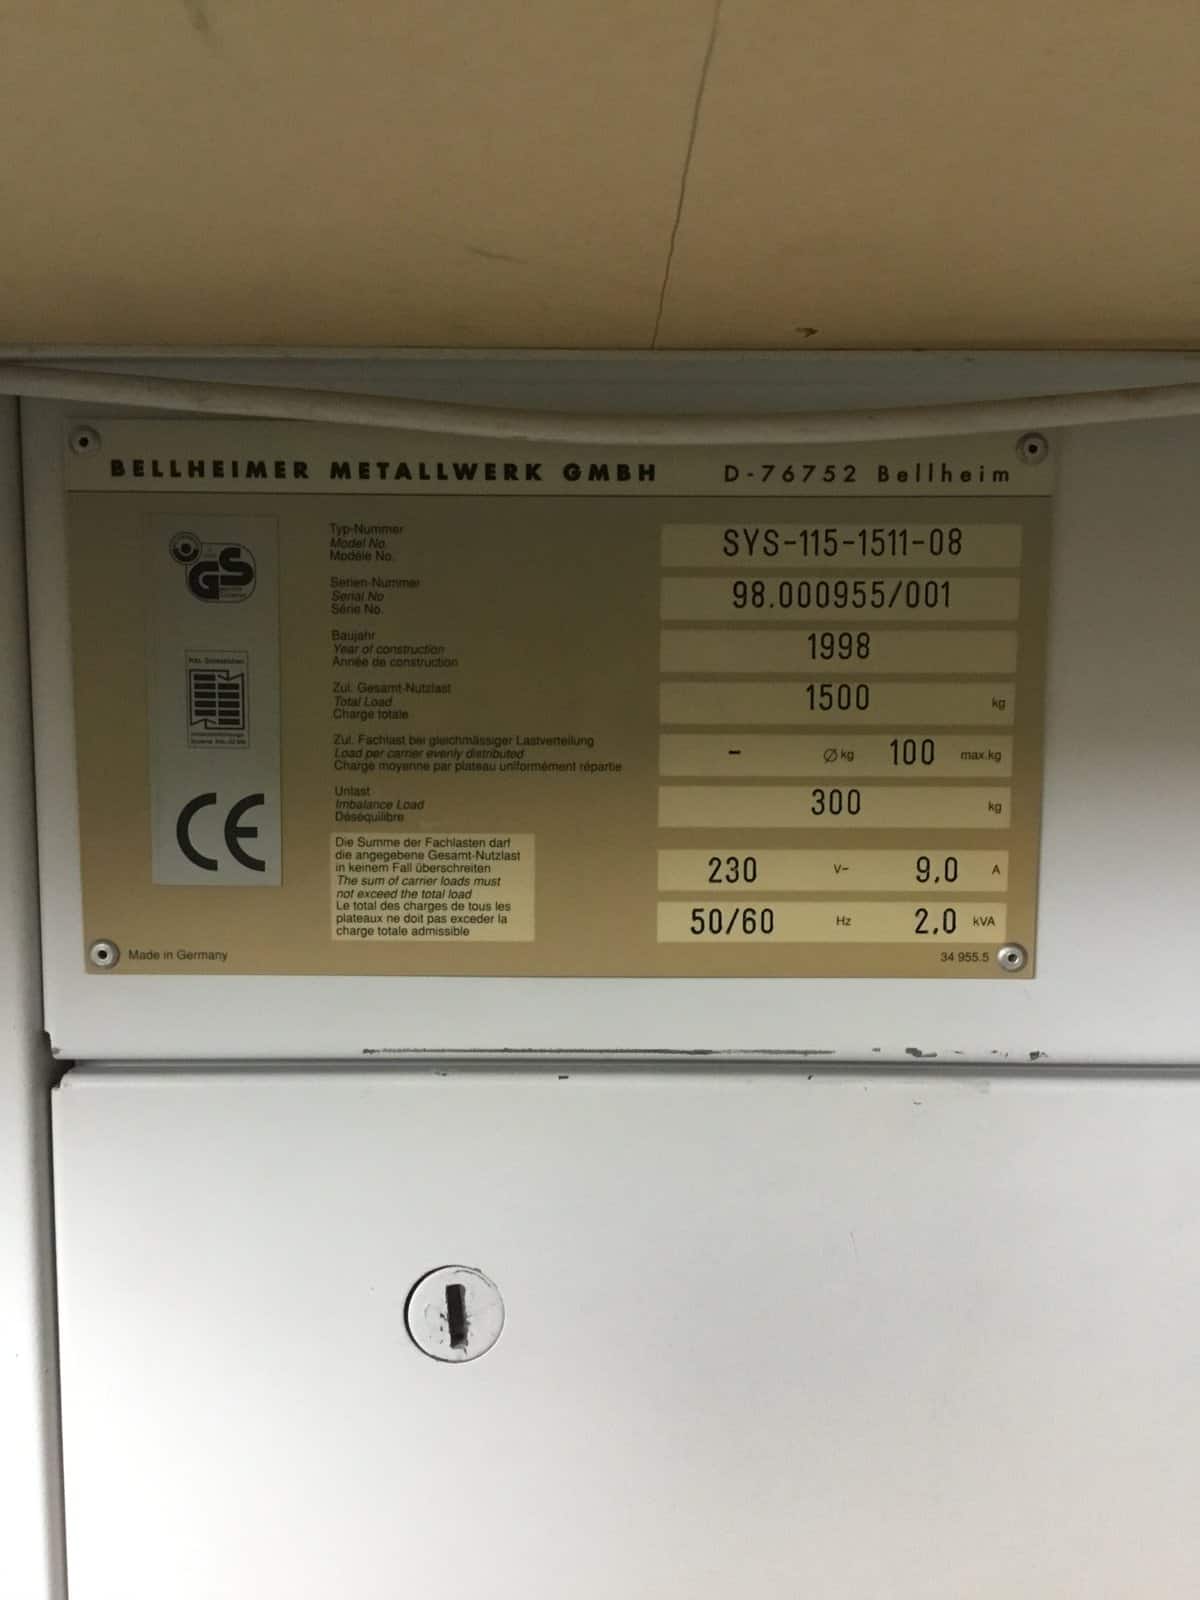 BELLHEIMER METALLWERK GMBH D-76752 Bellheim
GS
Typ-Nummer
Model No.
Modèle No.
SYS-115-1511-08
Serien-Nummer
Serial No
Série No.
98.000955/001
Baujahr
Year of construction
Année de construction
1998
Zul. Gesamt-Nutzlast
Total Load
Charge totale
1500 kg
Zul. Fachlast bei gleichmässiger Lastverteilung
Load per carrier evenly distributed
Charge moyenne par plateau uniformément répartie
- Ø kg 100 max.kg
Unlast
Imbalance Load
Déséquilibre
300 kg
CE
Die Summe der Fachlasten darf
die angegebene Gesamt-Nutzlast
in keinem Fall überschreiten
The sum of carrier loads must
not exceed the total load
Le total des charges de tous les
plateaux ne doit pas exceder la
charge totale admissible
230 V~ 9,0 A
50/60 Hz 2,0 kVA
Made in Germany
34 955.5